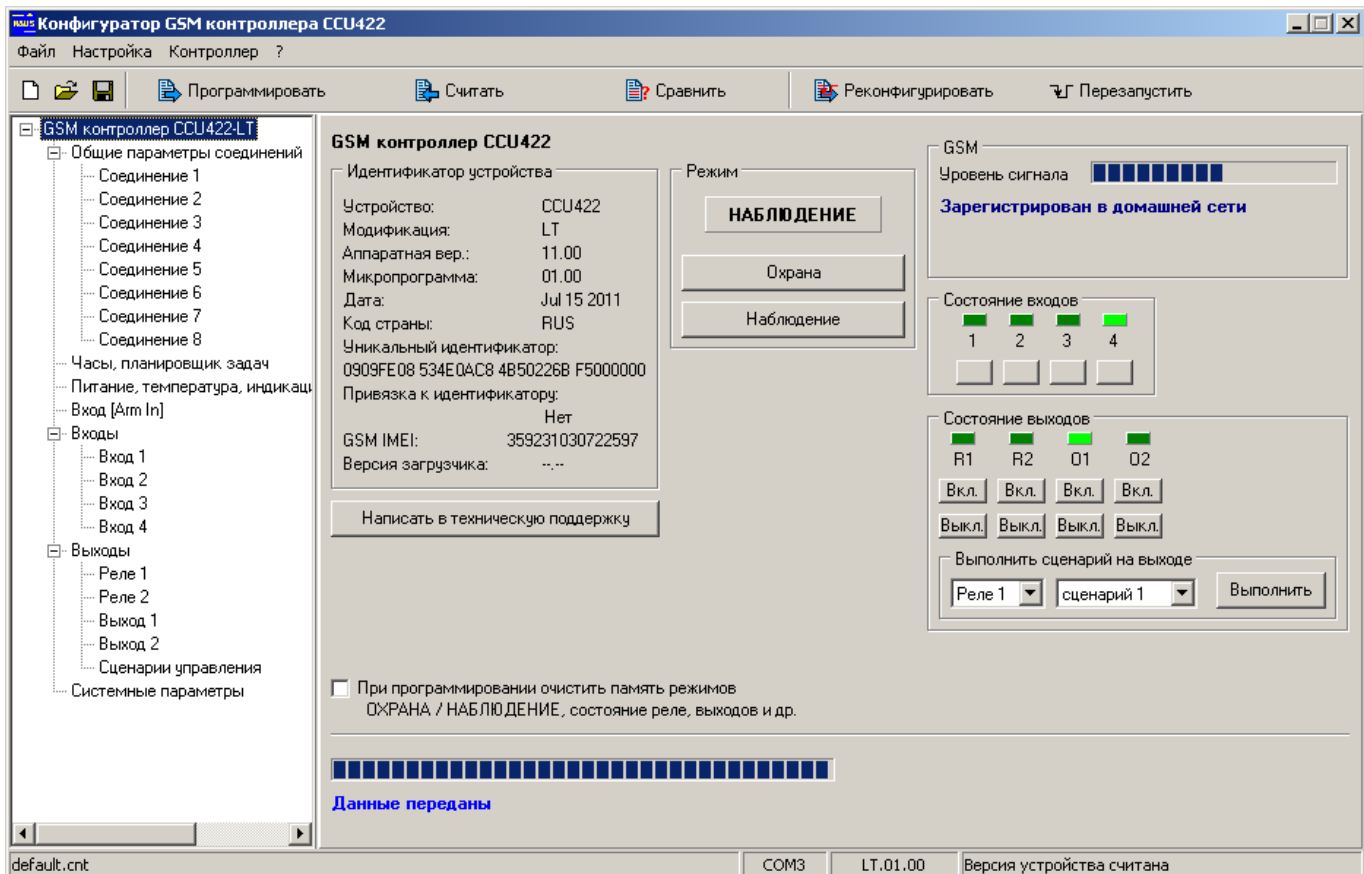 Конфигуратор GSM контроллера CCU422
Файл Настройка Контроллер ?
Программировать Считать Сравнить Реконфигурировать Перезапустить
GSM контроллер CCU422-LT
Общие параметры соединений
Соединение 1
Соединение 2
Соединение 3
Соединение 4
Соединение 5
Соединение 6
Соединение 7
Соединение 8
Часы, планировщик задач
Питание, температура, индикаци
Вход [Arm In]
Входы
Вход 1
Вход 2
Вход 3
Вход 4
Выходы
Реле 1
Реле 2
Выход 1
Выход 2
Сценарии управления
Системные параметры
GSM контроллер CCU422
Идентификатор устройства
Устройство: CCU422
Модификация: LT
Аппаратная вер.: 11.00
Микропрограмма: 01.00
Дата: Jul 15 2011
Код страны: RUS
Уникальный идентификатор:
0909FE08 534E0AC8 4B50226B F5000000
Привязка к идентификатору:
Нет
GSM IMEI: 359231030722597
Версия загрузчика: --.--
Написать в техническую поддержку
Режим
НАБЛЮДЕНИЕ
Охрана
Наблюдение
GSM
Уровень сигнала
Зарегистрирован в домашней сети
Состояние входов
1 2 3 4
Состояние выходов
R1 R2 O1 O2
Вкл. Вкл. Вкл. Вкл.
Выкл. Выкл. Выкл. Выкл.
Выполнить сценарий на выходе
Реле 1 сценарий 1 Выполнить
При программировании очистить память режимов
ОХРАНА / НАБЛЮДЕНИЕ, состояние реле, выходов и др.
Данные переданы
default.cnt COM3 LT.01.00 Версия устройства считана